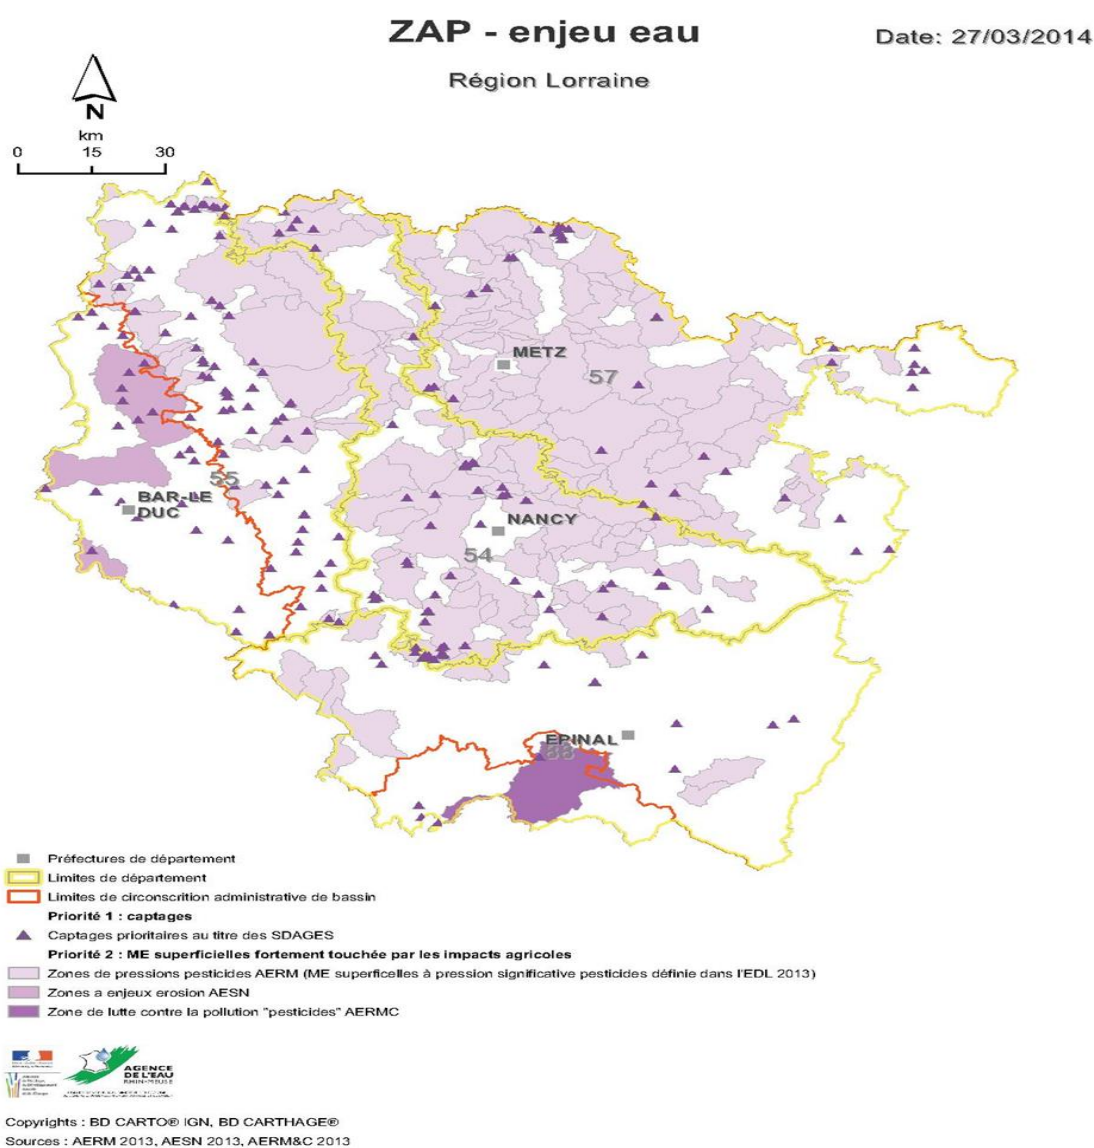 ZAP - enjeu eau
Date: 27/03/2014
Région Lorraine
N
km
0 15 30
METZ
57
55
BAR-LE
DUC
NANCY
54
EPINAL
88
Préfectures de département
Limites de département
Limites de circonscrition administrative de bassin
Priorité 1 : captages
Captages prioritaires au titre des SDAGES
Priorité 2 : ME superficielles fortement touchée par les impacts agricoles
Zones de pressions pesticides AERM (ME superficelles à pression significative pesticides définie dans l'EDL 2013)
Zones a enjeux erosion AESN
Zone de lutte contre la pollution "pesticides" AERMC
AGENCE
DE L'EAU
RHIN-MEUSE
Copyrights : BD CARTO® IGN, BD CARTHAGE®
Sources : AERM 2013, AESN 2013, AERM&C 2013